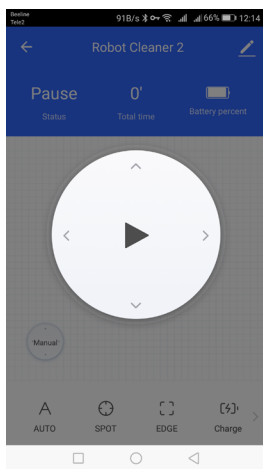 Beeline
Tele2
91B/s 66% 12:14
Robot Cleaner 2
Pause 0'
Status Total time Battery percent
Manual
AUTO SPOT EDGE Charge